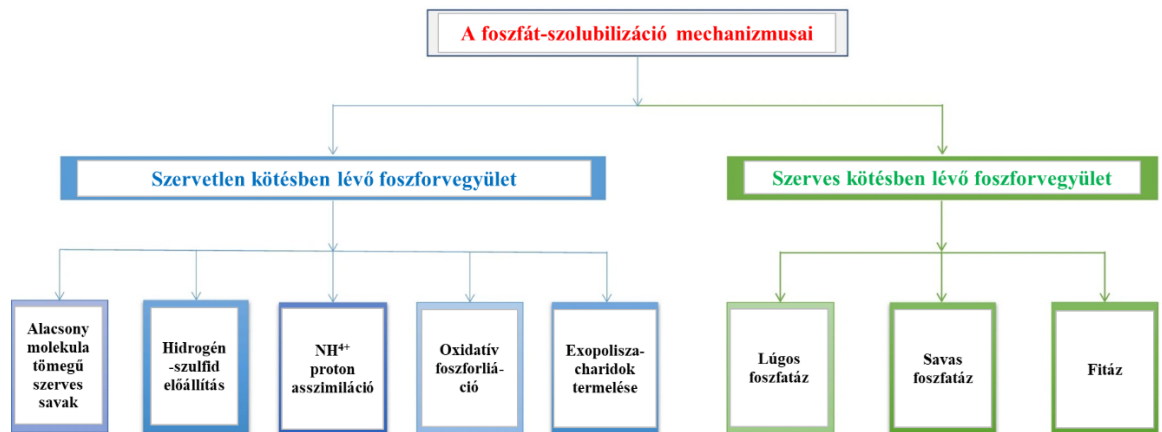 A foszfát-szolubilizáció mechanizmusai
Szervetlen kötésben lévő foszforvegyület
Szerves kötésben lévő foszforvegyület
Alacsony
molekula
tömegű
szerves
savak
Hidrogén
-szulfid
előállítás
NH⁴⁺
proton
asszimiláció
Oxidatív
foszforliá-
ció
Exopolisza-
charidok
termelése
Lúgos
foszfatáz
Savas
foszfatáz
Fitáz